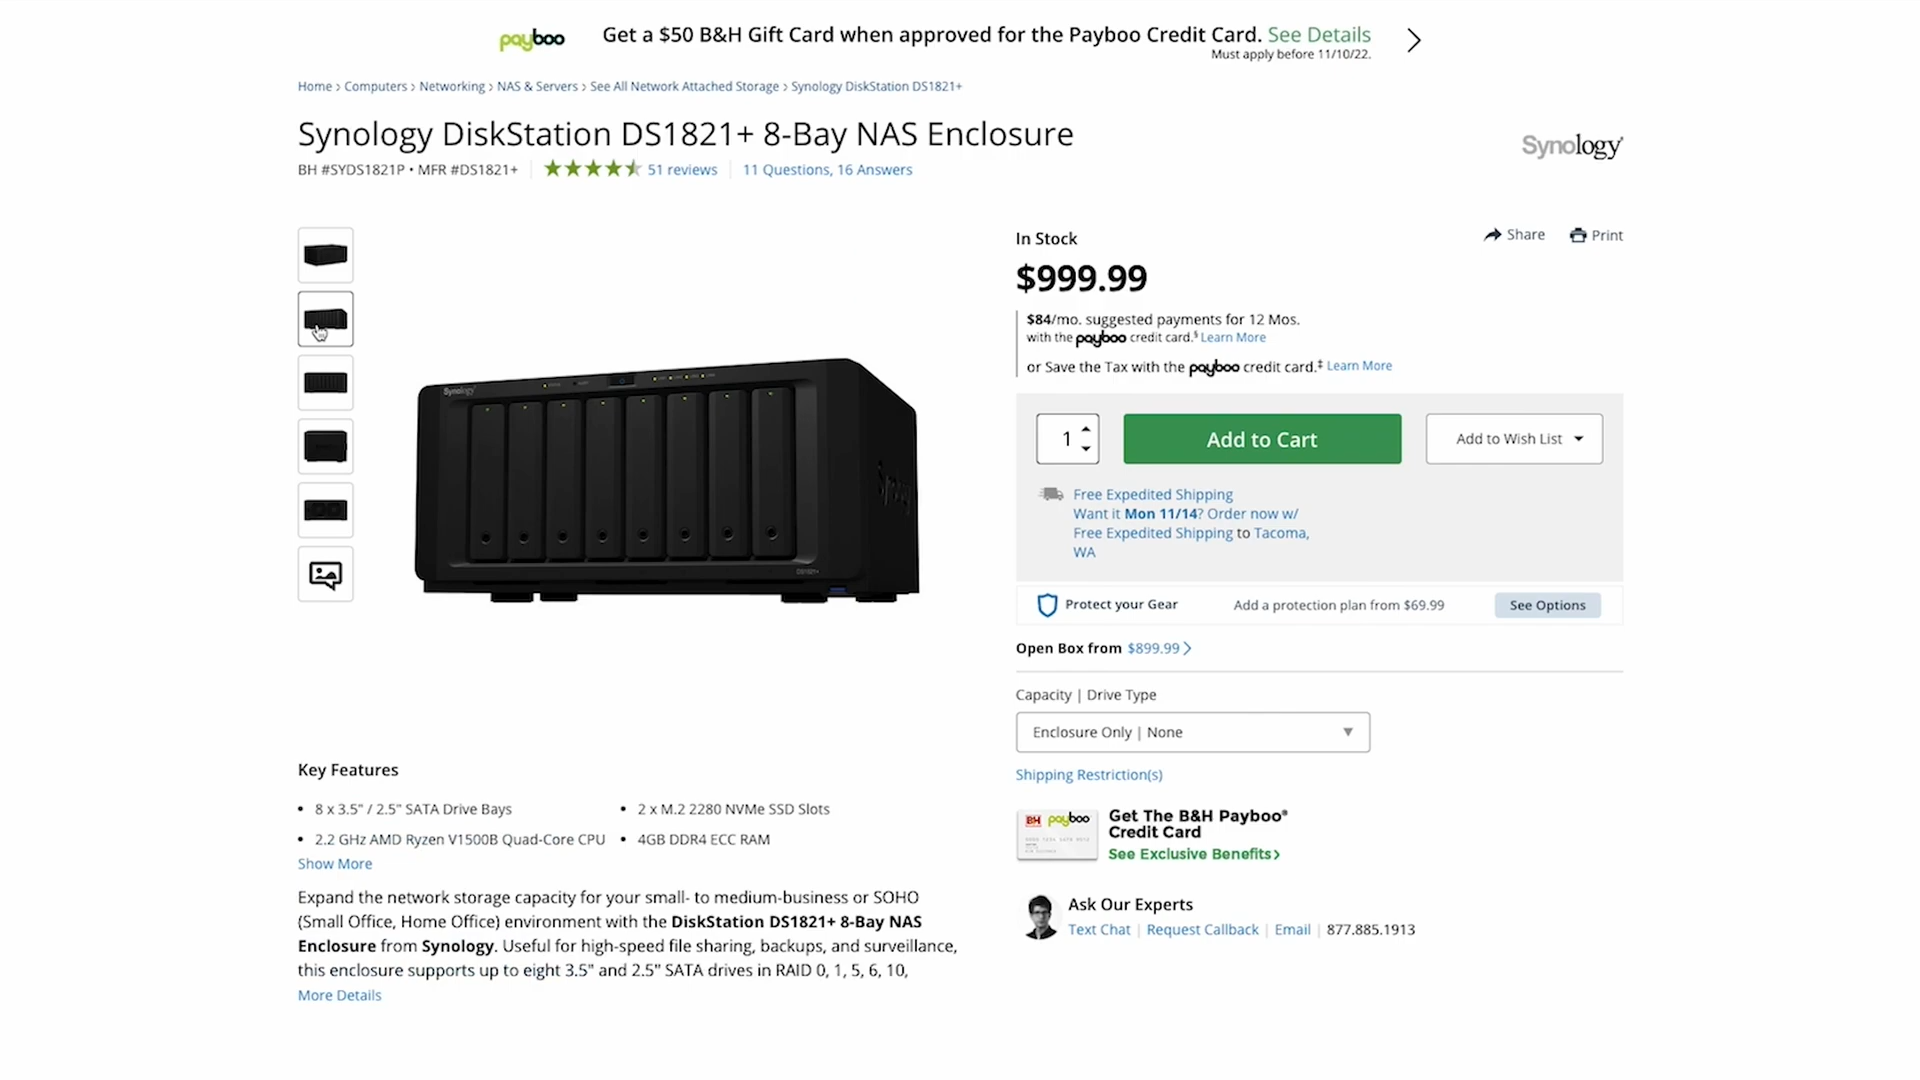 payboo
Get a $50 B&H Gift Card when approved for the Payboo Credit Card. See Details
Must apply before 11/10/22.
Home › Computers › Networking › NAS & Servers › See All Network Attached Storage › Synology DiskStation DS1821+
Synology DiskStation DS1821+ 8-Bay NAS Enclosure
Synology
BH #SYDS1821P • MFR #DS1821+
51 reviews
11 Questions, 16 Answers
In Stock
Share
Print
$999.99
$84/mo. suggested payments for 12 Mos.
with the payboo credit card.§ Learn More
or Save the Tax with the payboo credit card.‡ Learn More
Synology
DS1821+
1
Add to Cart
Add to Wish List
Free Expedited Shipping
Want it Mon 11/14? Order now w/
Free Expedited Shipping to Tacoma,
WA
Protect your Gear
Add a protection plan from $69.99
See Options
Open Box from $899.99
Capacity | Drive Type
Enclosure Only | None
Shipping Restriction(s)
Key Features
• 8 x 3.5" / 2.5" SATA Drive Bays
• 2 x M.2 2280 NVMe SSD Slots
• 2.2 GHz AMD Ryzen V1500B Quad-Core CPU
• 4GB DDR4 ECC RAM
Show More
Expand the network storage capacity for your small- to medium-business or SOHO
(Small Office, Home Office) environment with the DiskStation DS1821+ 8-Bay NAS
Enclosure from Synology. Useful for high-speed file sharing, backups, and surveillance,
this enclosure supports up to eight 3.5" and 2.5" SATA drives in RAID 0, 1, 5, 6, 10,
More Details
BH payboo
Get The B&H Payboo®
Credit Card
See Exclusive Benefits›
Ask Our Experts
Text Chat | Request Callback | Email | 877.885.1913